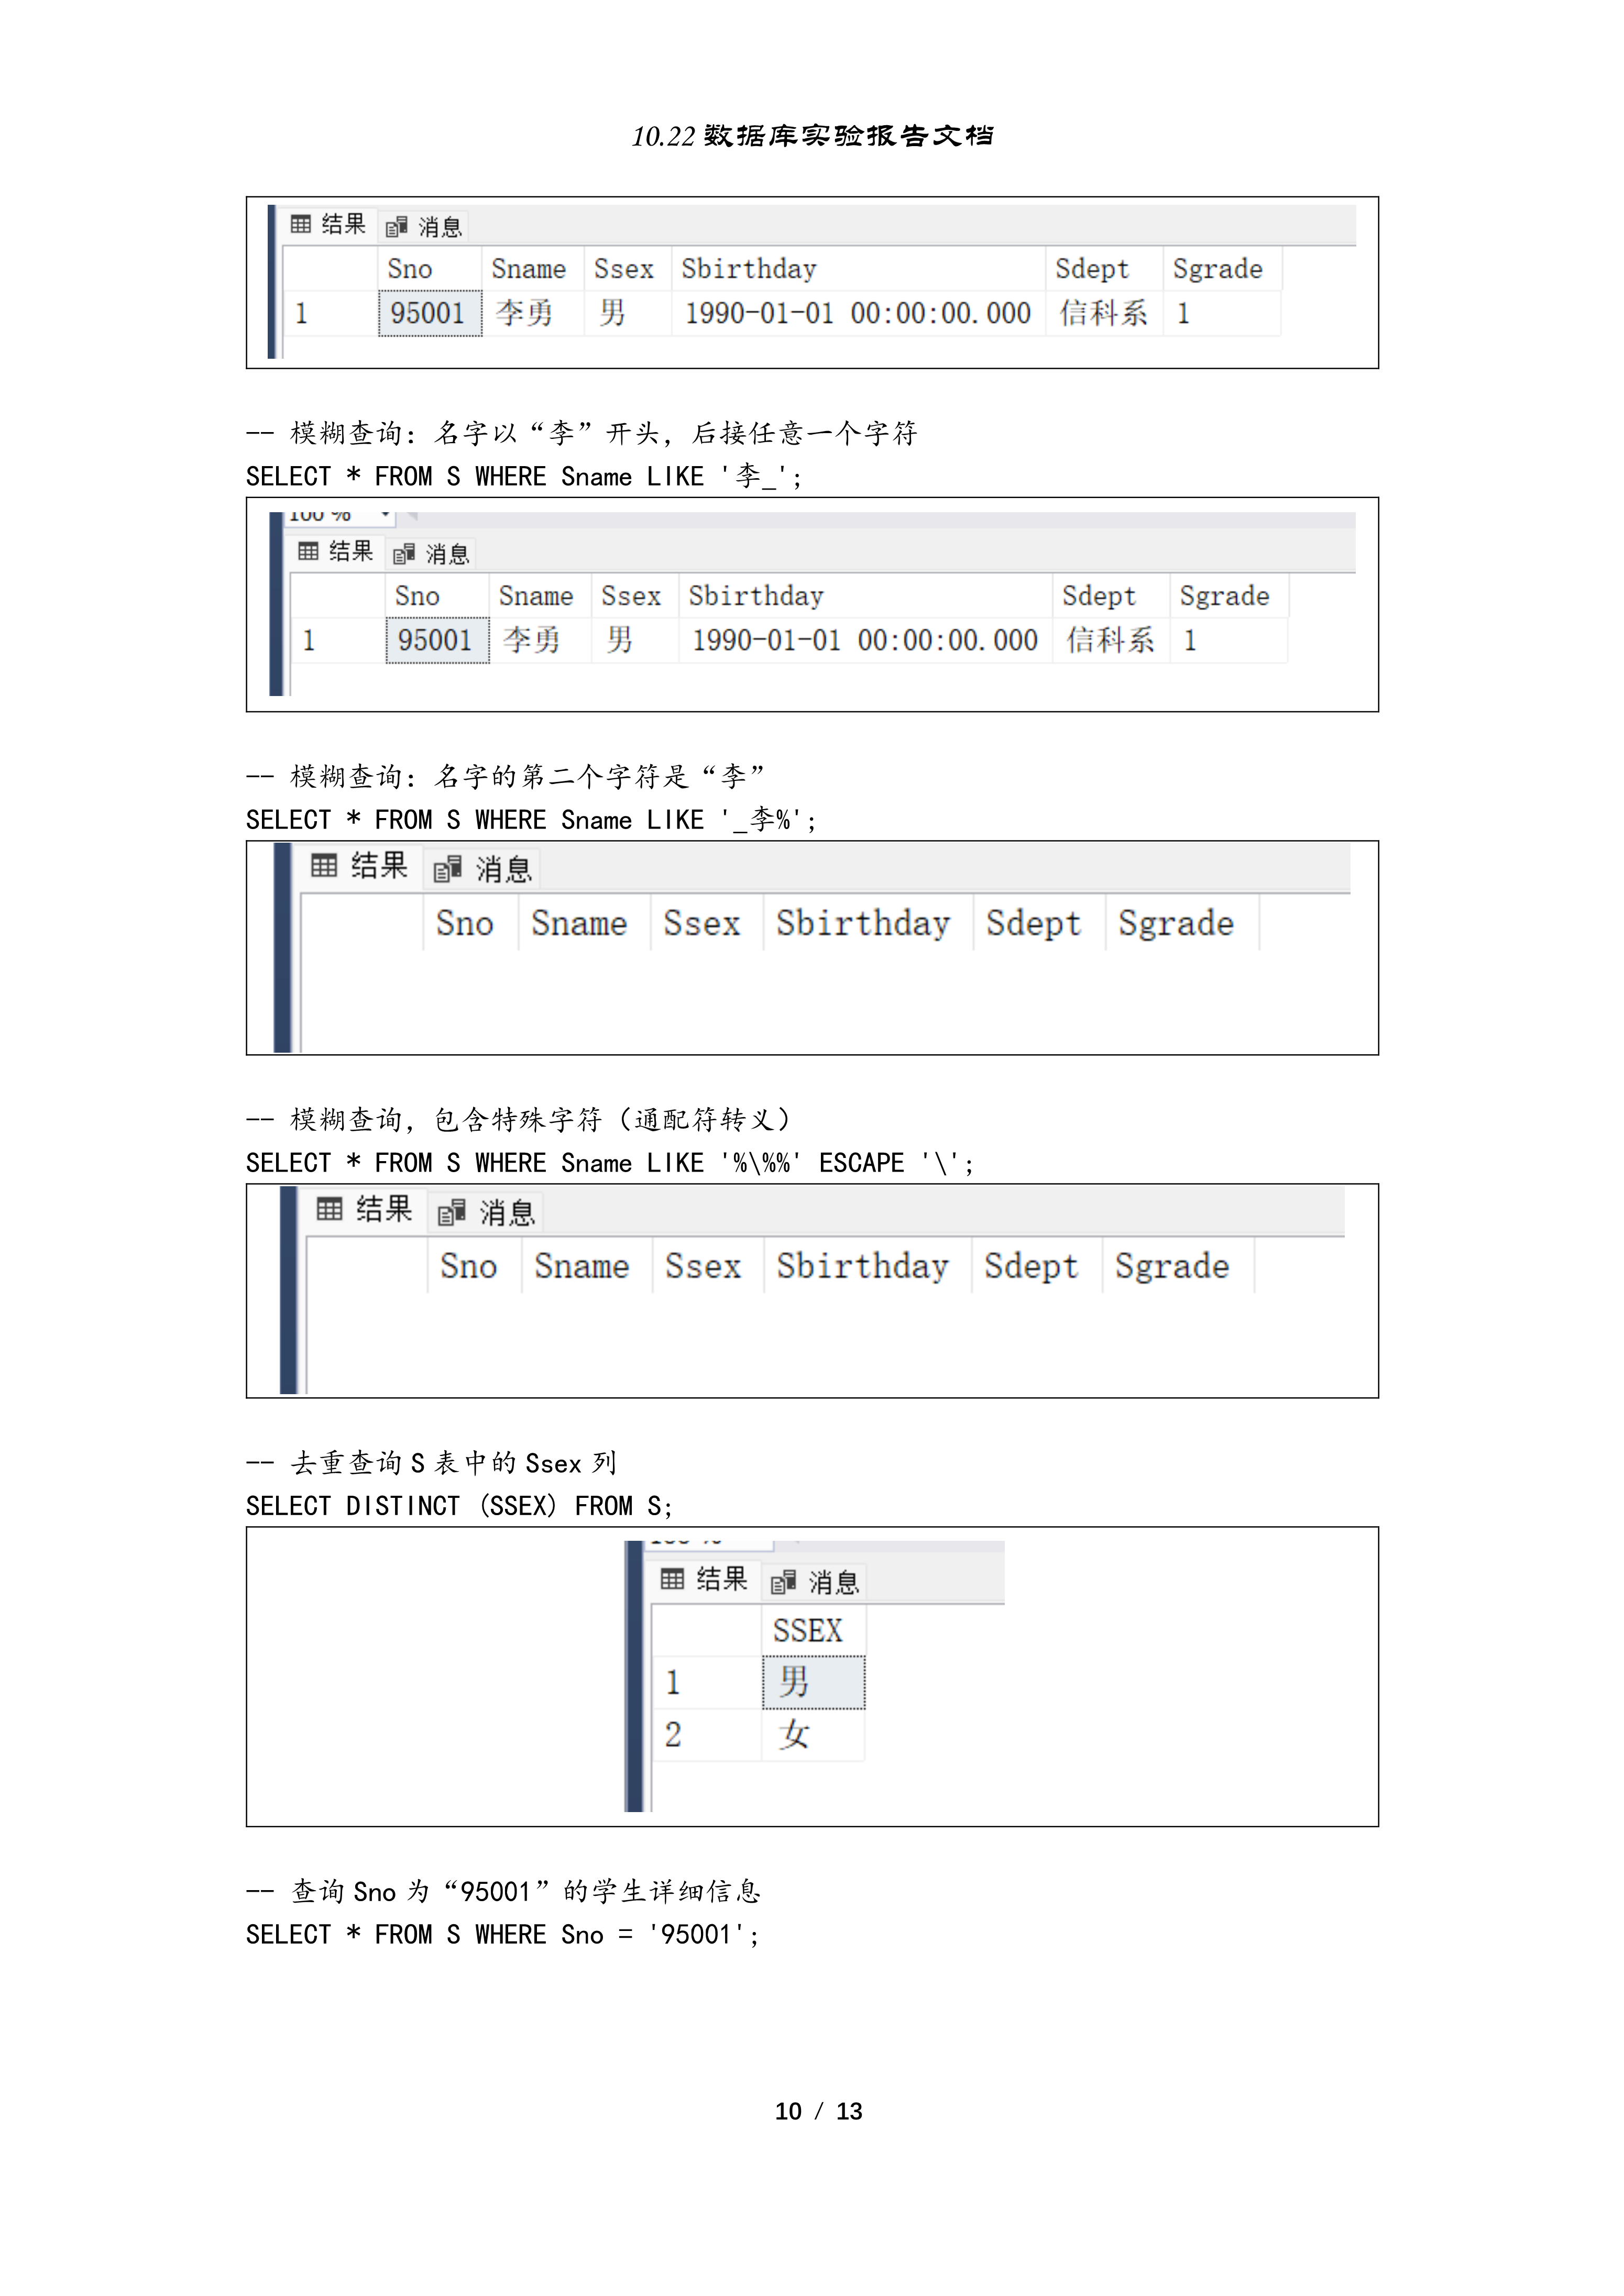 10.22数据库实验报告文档
结果 消息
Sno Sname Ssex Sbirthday Sdept Sgrade
1 95001 李勇 男 1990-01-01 00:00:00.000 信科系 1
-- 模糊查询：名字以“李”开头，后接任意一个字符
SELECT * FROM S WHERE Sname LIKE '李_';
100 %
结果 消息
Sno Sname Ssex Sbirthday Sdept Sgrade
1 95001 李勇 男 1990-01-01 00:00:00.000 信科系 1
-- 模糊查询：名字的第二个字符是“李”
SELECT * FROM S WHERE Sname LIKE '_李%';
结果 消息
Sno Sname Ssex Sbirthday Sdept Sgrade
-- 模糊查询，包含特殊字符（通配符转义）
SELECT * FROM S WHERE Sname LIKE '%\%%' ESCAPE '\';
结果 消息
Sno Sname Ssex Sbirthday Sdept Sgrade
-- 去重查询 S 表中的 Ssex 列
SELECT DISTINCT (SSEX) FROM S;
结果 消息
SSEX
1 男
2 女
-- 查询 Sno 为“95001”的学生详细信息
SELECT * FROM S WHERE Sno = '95001';
10 / 13